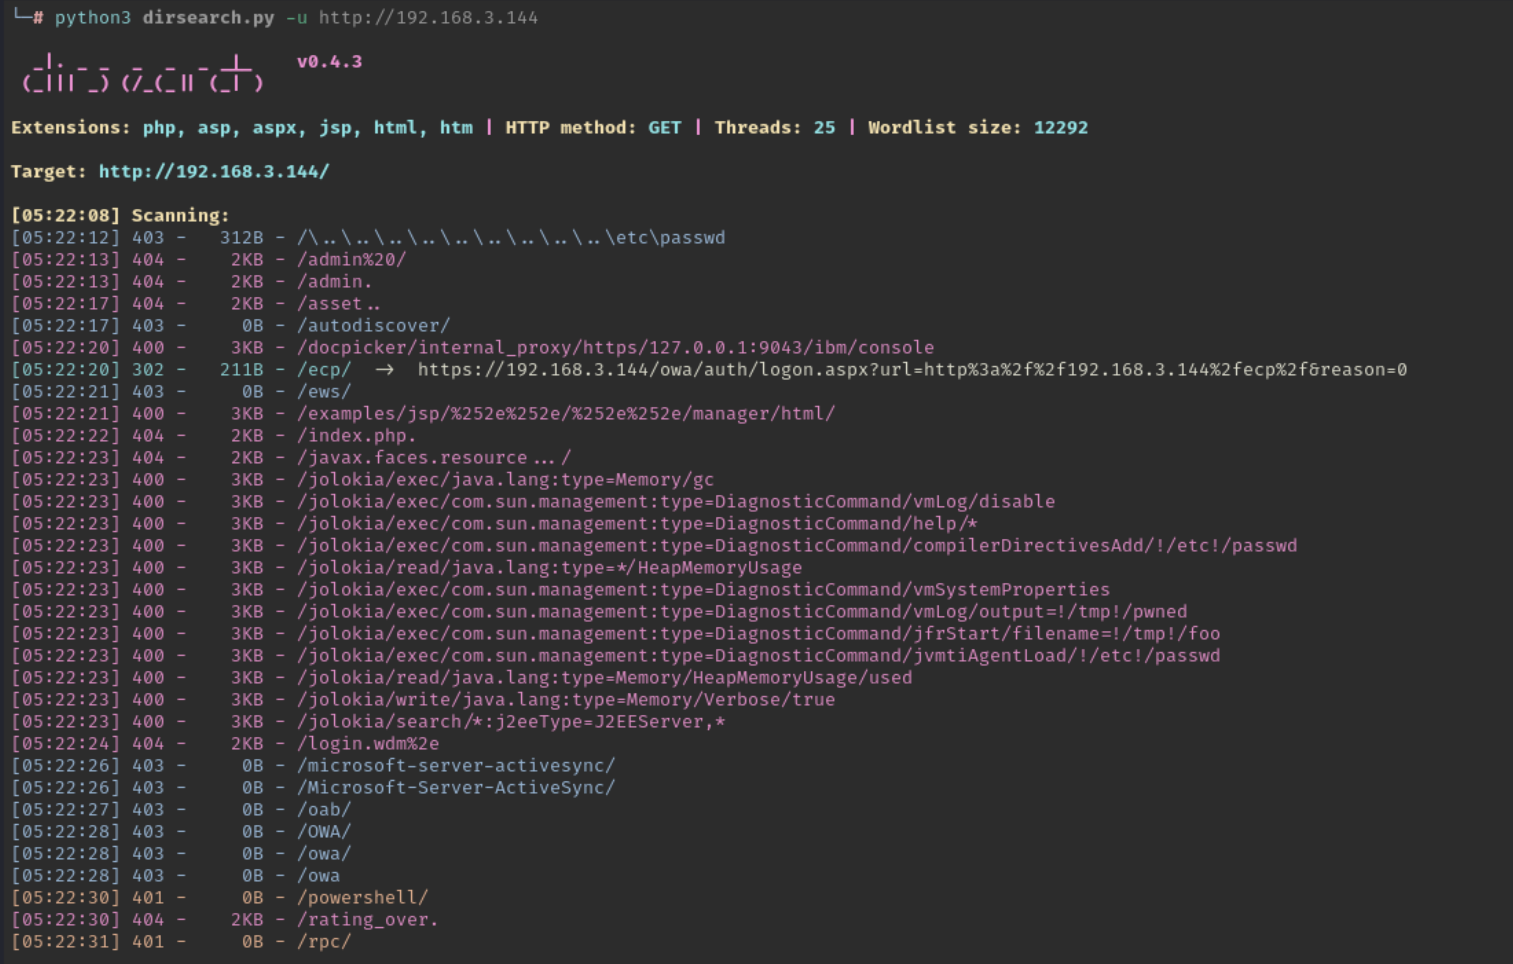 └─# python3 dirsearch.py -u http://192.168.3.144
  _|. _ _  _  _  _ _|_    v0.4.3
 (_||| _) (/_(_|| (_| )
Extensions: php, asp, aspx, jsp, html, htm | HTTP method: GET | Threads: 25 | Wordlist size: 12292
Target: http://192.168.3.144/
[05:22:08] Scanning:
[05:22:12] 403 -   312B - /\..\..\..\..\..\..\..\..\..\etc\passwd
[05:22:13] 404 -    2KB - /admin%20/
[05:22:13] 404 -    2KB - /admin.
[05:22:17] 404 -    2KB - /asset..
[05:22:17] 403 -     0B - /autodiscover/
[05:22:20] 400 -    3KB - /docpicker/internal_proxy/https/127.0.0.1:9043/ibm/console
[05:22:20] 302 -   211B - /ecp/  ->  https://192.168.3.144/owa/auth/logon.aspx?url=http%3a%2f%2f192.168.3.144%2fecp%2f&reason=0
[05:22:21] 403 -     0B - /ews/
[05:22:21] 400 -    3KB - /examples/jsp/%252e%252e/%252e%252e/manager/html/
[05:22:22] 404 -    2KB - /index.php.
[05:22:23] 404 -    2KB - /javax.faces.resource.../
[05:22:23] 400 -    3KB - /jolokia/exec/java.lang:type=Memory/gc
[05:22:23] 400 -    3KB - /jolokia/exec/com.sun.management:type=DiagnosticCommand/vmLog/disable
[05:22:23] 400 -    3KB - /jolokia/exec/com.sun.management:type=DiagnosticCommand/help/*
[05:22:23] 400 -    3KB - /jolokia/exec/com.sun.management:type=DiagnosticCommand/compilerDirectivesAdd/!/etc!/passwd
[05:22:23] 400 -    3KB - /jolokia/read/java.lang:type=*/HeapMemoryUsage
[05:22:23] 400 -    3KB - /jolokia/exec/com.sun.management:type=DiagnosticCommand/vmSystemProperties
[05:22:23] 400 -    3KB - /jolokia/exec/com.sun.management:type=DiagnosticCommand/vmLog/output=!/tmp!/pwned
[05:22:23] 400 -    3KB - /jolokia/exec/com.sun.management:type=DiagnosticCommand/jfrStart/filename=!/tmp!/foo
[05:22:23] 400 -    3KB - /jolokia/exec/com.sun.management:type=DiagnosticCommand/jvmtiAgentLoad/!/etc!/passwd
[05:22:23] 400 -    3KB - /jolokia/read/java.lang:type=Memory/HeapMemoryUsage/used
[05:22:23] 400 -    3KB - /jolokia/write/java.lang:type=Memory/Verbose/true
[05:22:23] 400 -    3KB - /jolokia/search/*:j2eeType=J2EEServer,*
[05:22:24] 404 -    2KB - /login.wdm%2e
[05:22:26] 403 -     0B - /microsoft-server-activesync/
[05:22:26] 403 -     0B - /Microsoft-Server-ActiveSync/
[05:22:27] 403 -     0B - /oab/
[05:22:28] 403 -     0B - /OWA/
[05:22:28] 403 -     0B - /owa/
[05:22:28] 403 -     0B - /owa
[05:22:30] 401 -     0B - /powershell/
[05:22:30] 404 -    2KB - /rating_over.
[05:22:31] 401 -     0B - /rpc/